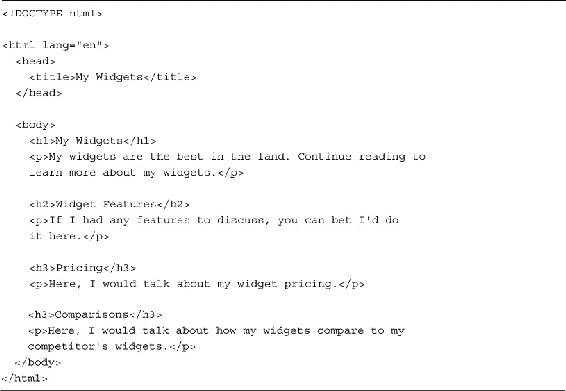 <!DOCTYPE html>
<html lang="en">
<head>
<title>My Widgets</title>
</head>
<body>
<h1>My Widgets</h1>
<p>My widgets are the best in the land. Continue reading to
learn more about my widgets.</p>
<h2>Widget Features</h2>
<p>If I had any features to discuss, you can bet I'd do
it here.</p>
<h3>Pricing</h3>
<p>Here, I would talk about my widget pricing.</p>
<h3>Comparisons</h3>
<p>Here, I would talk about how my widgets compare to my
competitor's widgets.</p>
</body>
</html>